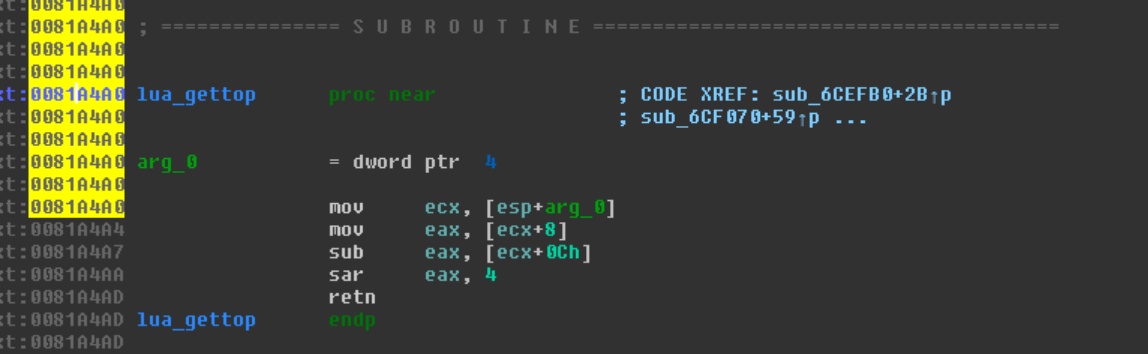 xt:0081A4A0
xt:0081A4A0 ; =============== S U B R O U T I N E =======================================
xt:0081A4A0
xt:0081A4A0
xt:0081A4A0 lua_gettop proc near ; CODE XREF: sub_6CEFB0+2B↑p
xt:0081A4A0 ; sub_6CF070+59↑p ...
xt:0081A4A0
xt:0081A4A0 arg_0 = dword ptr 4
xt:0081A4A0
xt:0081A4A0 mov ecx, [esp+arg_0]
xt:0081A4A4 mov eax, [ecx+8]
xt:0081A4A7 sub eax, [ecx+0Ch]
xt:0081A4AA sar eax, 4
xt:0081A4AD retn
xt:0081A4AD lua_gettop endp
xt:0081A4AD